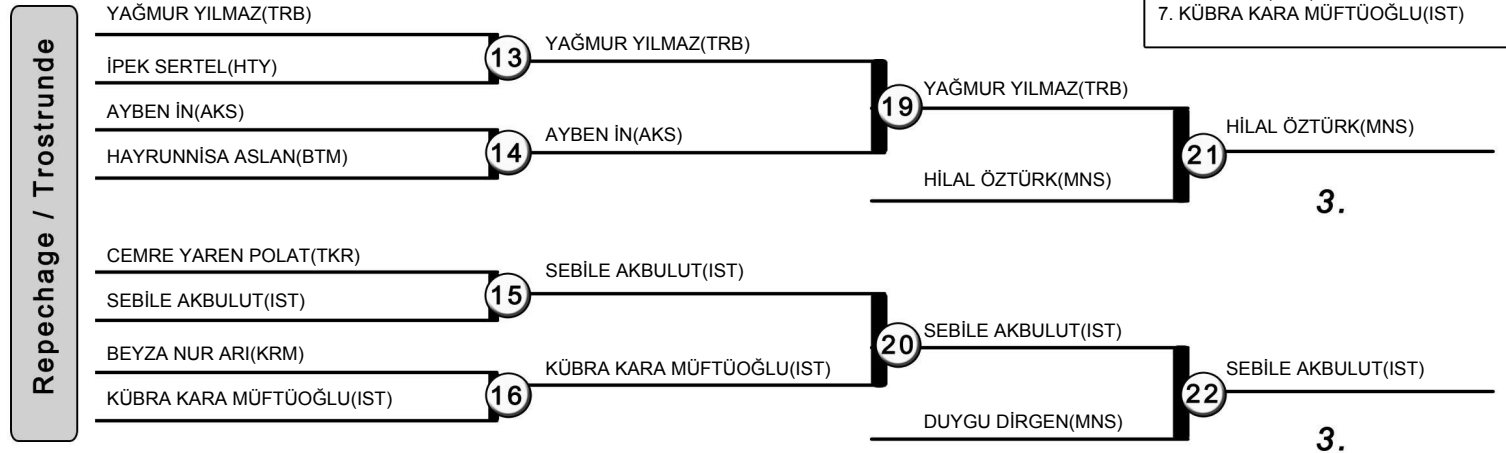 7. KÜBRA KARA MÜFTÜOĞLU(IST)
Repechage / Trostrunde
YAĞMUR YILMAZ(TRB)
İPEK SERTEL(HTY)
13
YAĞMUR YILMAZ(TRB)
AYBEN İN(AKS)
HAYRUNNİSA ASLAN(BTM)
14
AYBEN İN(AKS)
19
YAĞMUR YILMAZ(TRB)
HİLAL ÖZTÜRK(MNS)
21
HİLAL ÖZTÜRK(MNS)
3.
CEMRE YAREN POLAT(TKR)
SEBİLE AKBULUT(IST)
15
SEBİLE AKBULUT(IST)
BEYZA NUR ARI(KRM)
KÜBRA KARA MÜFTÜOĞLU(IST)
16
KÜBRA KARA MÜFTÜOĞLU(IST)
20
SEBİLE AKBULUT(IST)
DUYGU DİRGEN(MNS)
22
SEBİLE AKBULUT(IST)
3.